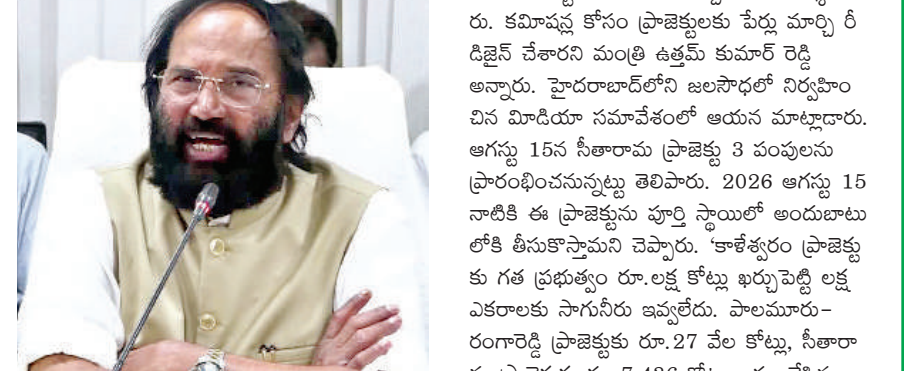 రు. కమిషన్ల కోసం ప్రాజెక్టులకు పేర్లు మార్చి రీ
డిజైన్ చేశారని మంత్రి ఉత్తమ్ కుమార్ రెడ్డి
అన్నారు. హైదరాబాద్‌లోని జలసౌధలో నిర్వహిం
చిన మీడియా సమావేశంలో ఆయన మాట్లాడారు.
ఆగస్టు 15న సీతారామ ప్రాజెక్టు 3 పంపులను
ప్రారంభించనున్నట్టు తెలిపారు. 2026 ఆగస్టు 15
నాటికి ఈ ప్రాజెక్టును పూర్తి స్థాయిలో అందుబాటు
లోకి తీసుకొస్తామని చెప్పారు. ‘కాళేశ్వరం ప్రాజెక్టు
కు గత ప్రభుత్వం రూ.లక్ష కోట్లు ఖర్చుపెట్టి లక్ష
ఎకరాలకు సాగునీరు ఇవ్వలేదు. పాలమూరు-
రంగారెడ్డి ప్రాజెక్టుకు రూ.27 వేల కోట్లు, సీతారా